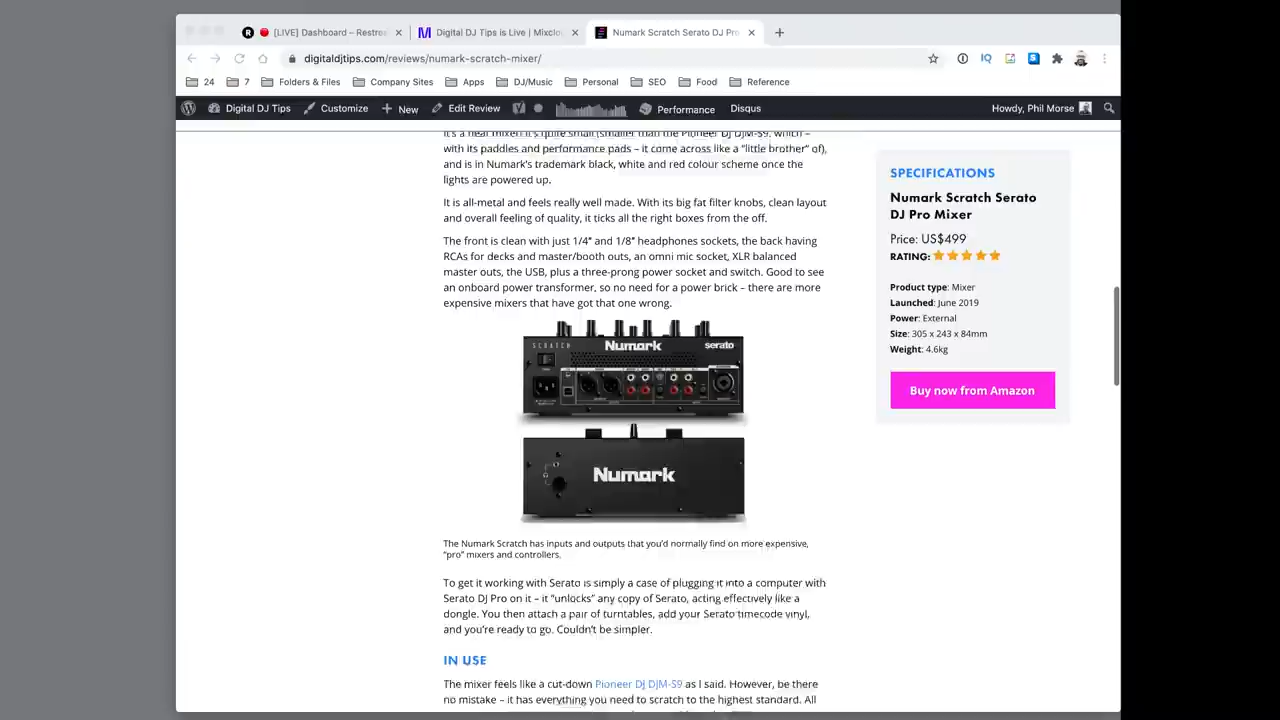 [LIVE] Dashboard – Restre
Digital DJ Tips is Live | Mixclou
Numark Scratch Serato DJ Pro
digitaldjtips.com/reviews/numark-scratch-mixer/
24 7 Folders & Files Company Sites Apps DJ/Music Personal SEO Food Reference
Digital DJ Tips Customize New Edit Review Performance Disqus Howdy, Phil Morse
It's a neat mixer. It's quite small (smaller than the Pioneer DJ DJM-S9, which –
with its paddles and performance pads – it come across like a "little brother" of),
and is in Numark's trademark black, white and red colour scheme once the
lights are powered up.
It is all-metal and feels really well made. With its big fat filter knobs, clean layout
and overall feeling of quality, it ticks all the right boxes from the off.
The front is clean with just 1/4" and 1/8" headphones sockets, the back having
RCAs for decks and master/booth outs, an omni mic socket, XLR balanced
master outs, the USB, plus a three-prong power socket and switch. Good to see
an onboard power transformer, so no need for a power brick – there are more
expensive mixers that have got that one wrong.
SCRATCH Numark serato
Numark
The Numark Scratch has inputs and outputs that you'd normally find on more expensive,
"pro" mixers and controllers.
To get it working with Serato is simply a case of plugging it into a computer with
Serato DJ Pro on it – it "unlocks" any copy of Serato, acting effectively like a
dongle. You then attach a pair of turntables, add your Serato timecode vinyl,
and you're ready to go. Couldn't be simpler.
IN USE
The mixer feels like a cut-down Pioneer DJ DJM-S9 as I said. However, be there
no mistake – it has everything you need to scratch to the highest standard. All
SPECIFICATIONS
Numark Scratch Serato
DJ Pro Mixer
Price: US$499
RATING:
Product type: Mixer
Launched: June 2019
Power: External
Size: 305 x 243 x 84mm
Weight: 4.6kg
Buy now from Amazon